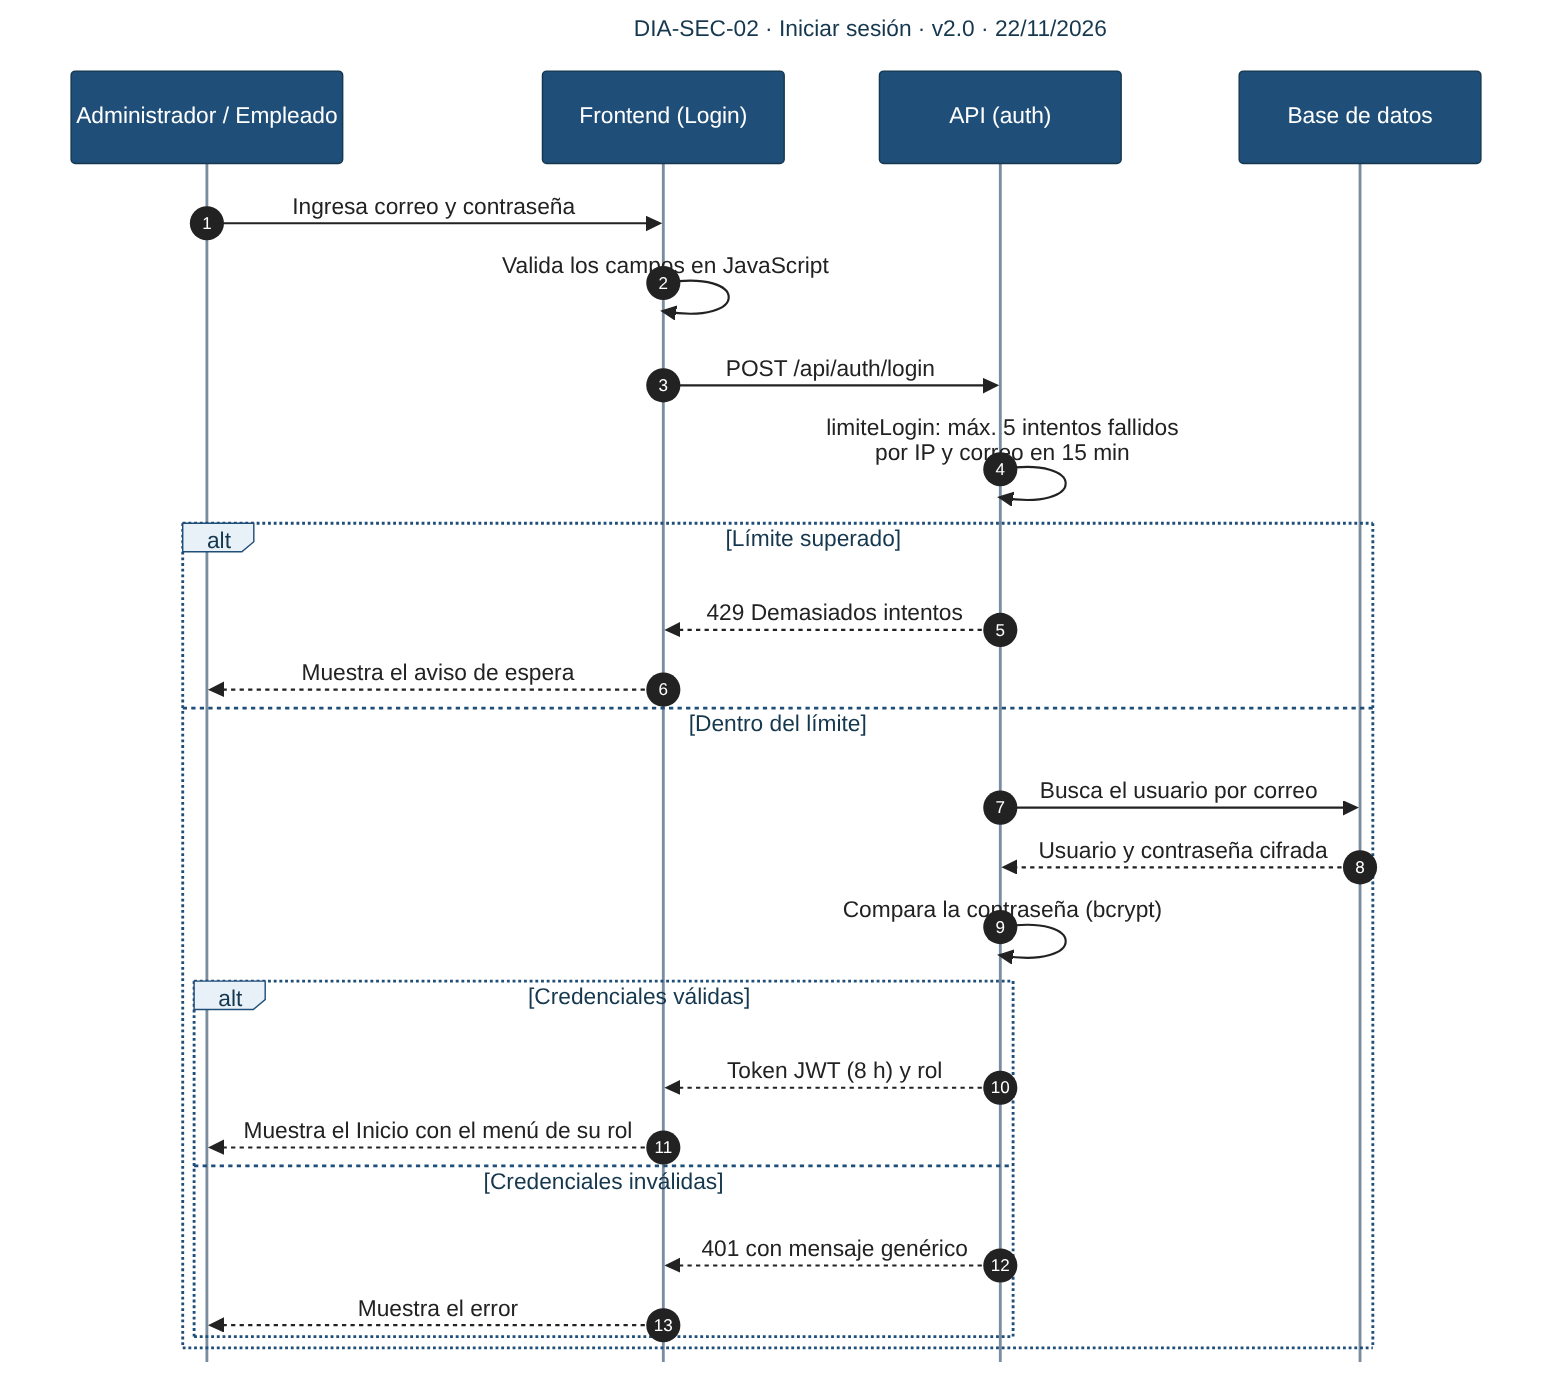 DIA-SEC-02 · Iniciar sesión · v2.0 · 22/11/2026
Administrador / Empleado
Frontend (Login)
API (auth)
Base de datos
Ingresa correo y contraseña
1
Valida los campos en JavaScript
2
POST /api/auth/login
3
limiteLogin: máx. 5 intentos fallidos
por IP y correo en 15 min
4
alt
[Límite superado]
429 Demasiados intentos
5
Muestra el aviso de espera
6
[Dentro del límite]
Busca el usuario por correo
7
Usuario y contraseña cifrada
8
Compara la contraseña (bcrypt)
9
alt
[Credenciales válidas]
Token JWT (8 h) y rol
10
Muestra el Inicio con el menú de su rol
11
[Credenciales inválidas]
401 con mensaje genérico
12
Muestra el error
13